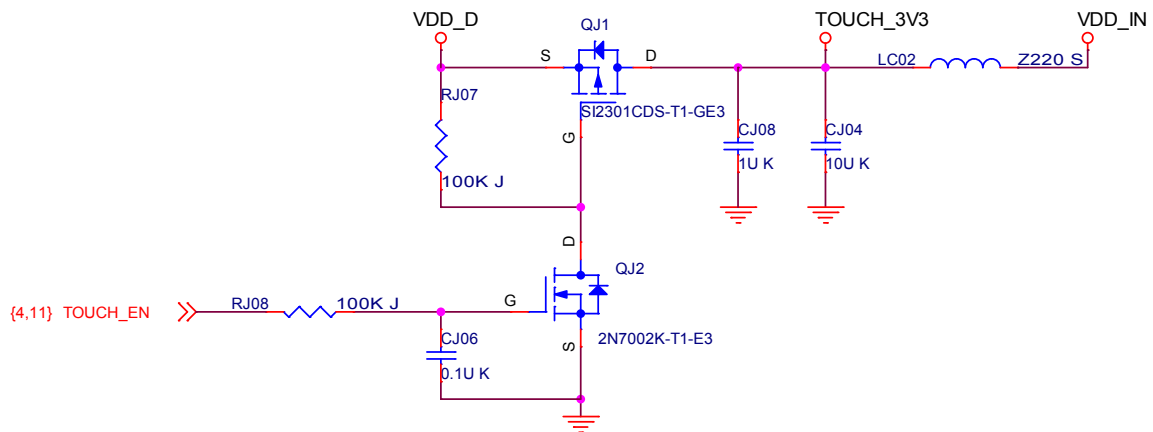 VDD_D
QJ1
TOUCH_3V3
VDD_IN
S
D
LC02
Z220 S
RJ07
SI2301CDS-T1-GE3
G
CJ08
1U K
CJ04
10U K
100K J
D
QJ2
{4,11} TOUCH_EN
RJ08
100K J
G
CJ06
0.1U K
S
2N7002K-T1-E3